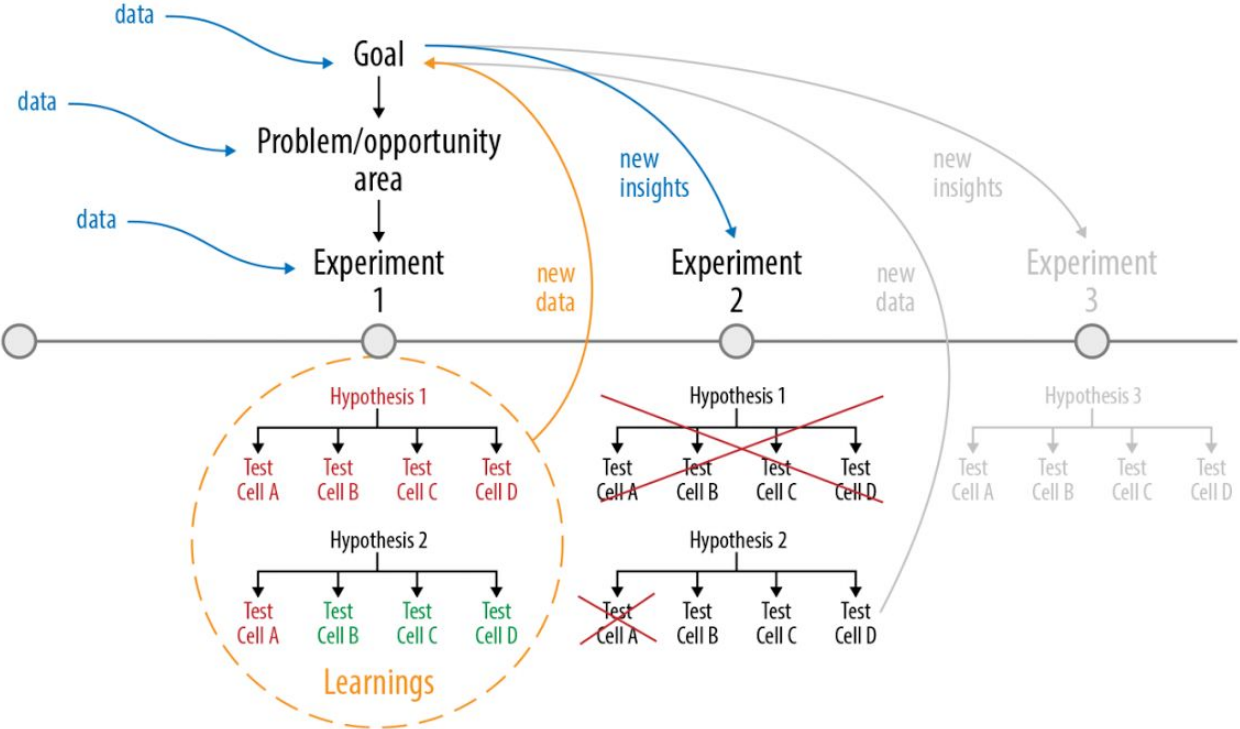 data
Goal
data
Problem/opportunity
area
new
insights
new
insights
data
Experiment
1
new
data
Experiment
2
new
data
Experiment
3
Hypothesis 1
Test Test Test Test
Cell A Cell B Cell C Cell D
Hypothesis 2
Test Test Test Test
Cell A Cell B Cell C Cell D
Learnings
Hypothesis 1
Test Test Test Test
Cell A Cell B Cell C Cell D
Hypothesis 2
Test Test Test Test
Cell A Cell B Cell C Cell D
Hypothesis 3
Test Test Test Test
Cell A Cell B Cell C Cell D